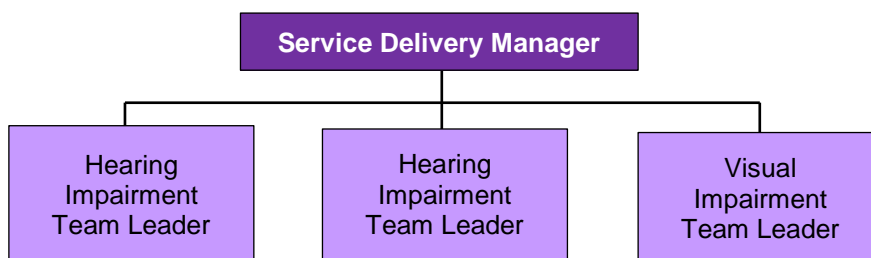 Service Delivery Manager
Hearing
Impairment
Team Leader
Hearing
Impairment
Team Leader
Visual
Impairment
Team Leader